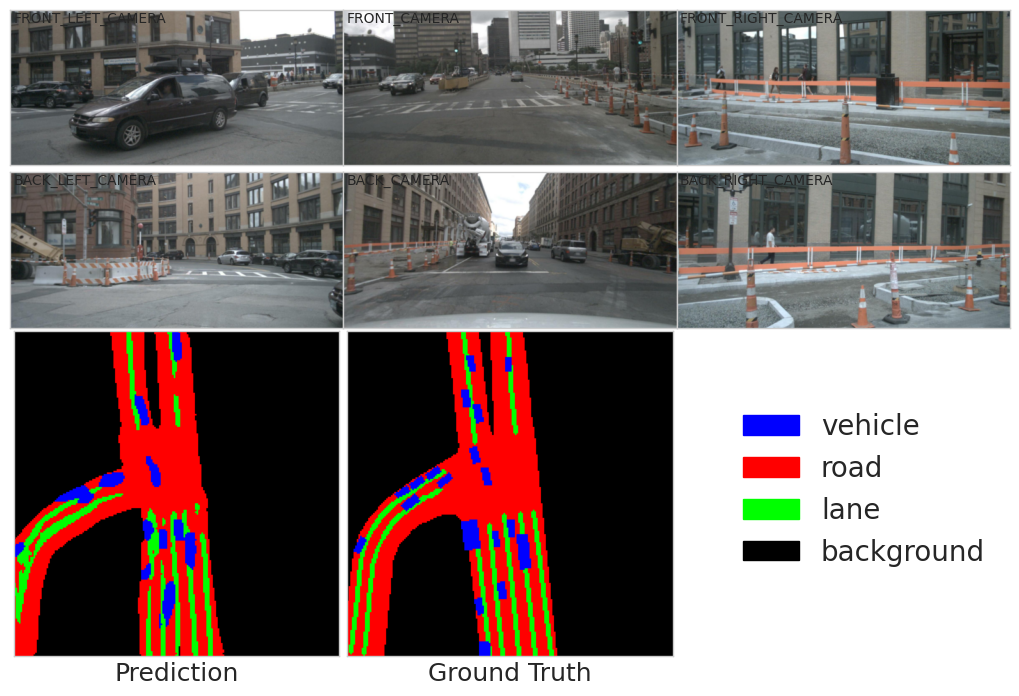 FRONT_LEFT_CAMERA
FRONT_CAMERA
FRONT_RIGHT_CAMERA
BACK_LEFT_CAMERA
BACK_CAMERA
BACK_RIGHT_CAMERA
vehicle
road
lane
background
Prediction
Ground Truth